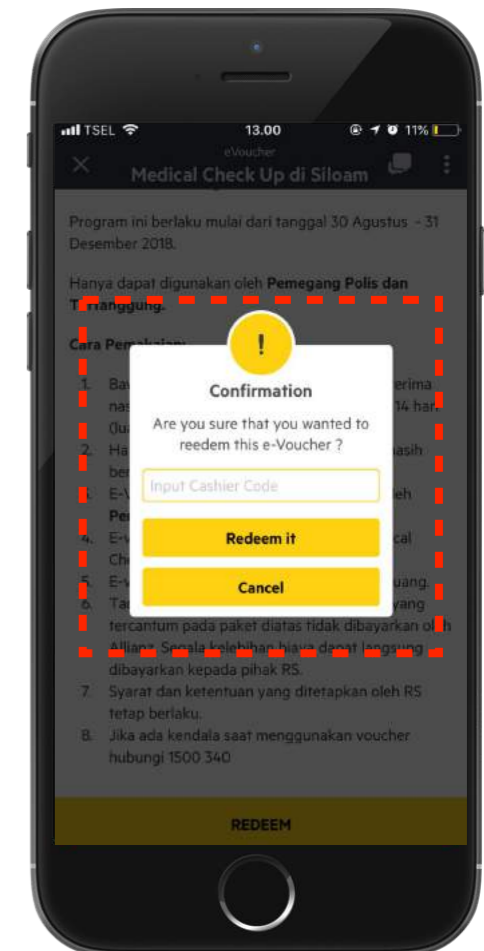 TSEL 13.00 11%
eVoucher
Medical Check Up di Siloam
Program ini berlaku mulai dari tanggal 30 Agustus - 31
Desember 2018.
Hanya dapat digunakan oleh Pemegang Polis dan
Cara
!
Confirmation
Are you sure that you wanted to
reedem this e-Voucher ?
Input Cashier Code
Redeem it
Cancel
1.
14 hari
2.
5.
6.
tercantum pada paket diatas tidak dibayarkan oleh
Allianz. Segala kelebihan biaya dapat langsung
dibayarkan kepada pihak RS.
7. Syarat dan ketentuan yang ditetapkan oleh RS
tetap berlaku.
8. Jika ada kendala saat menggunakan voucher
hubungi 1500 340
REDEEM